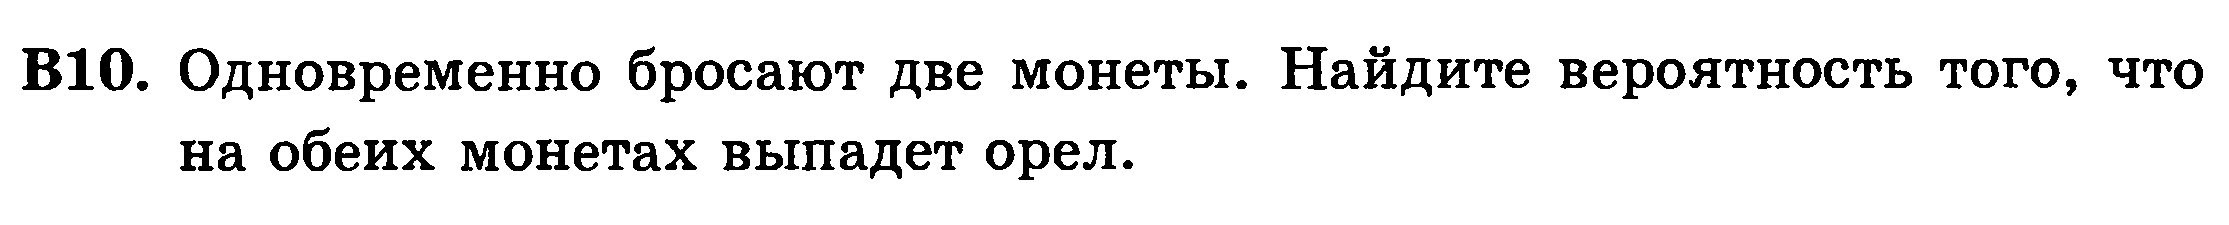 В10. Одновременно бросают две монеты. Найдите вероятность того, что
на обеих монетах выпадет орел.